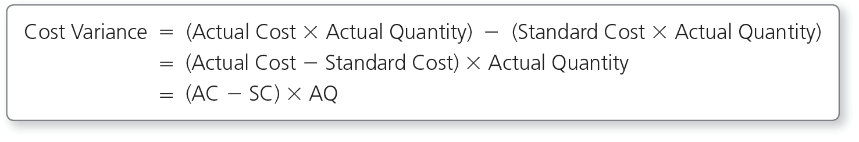 Cost Variance = (Actual Cost × Actual Quantity) − (Standard Cost × Actual Quantity)
= (Actual Cost − Standard Cost) × Actual Quantity
= (AC − SC) × AQ